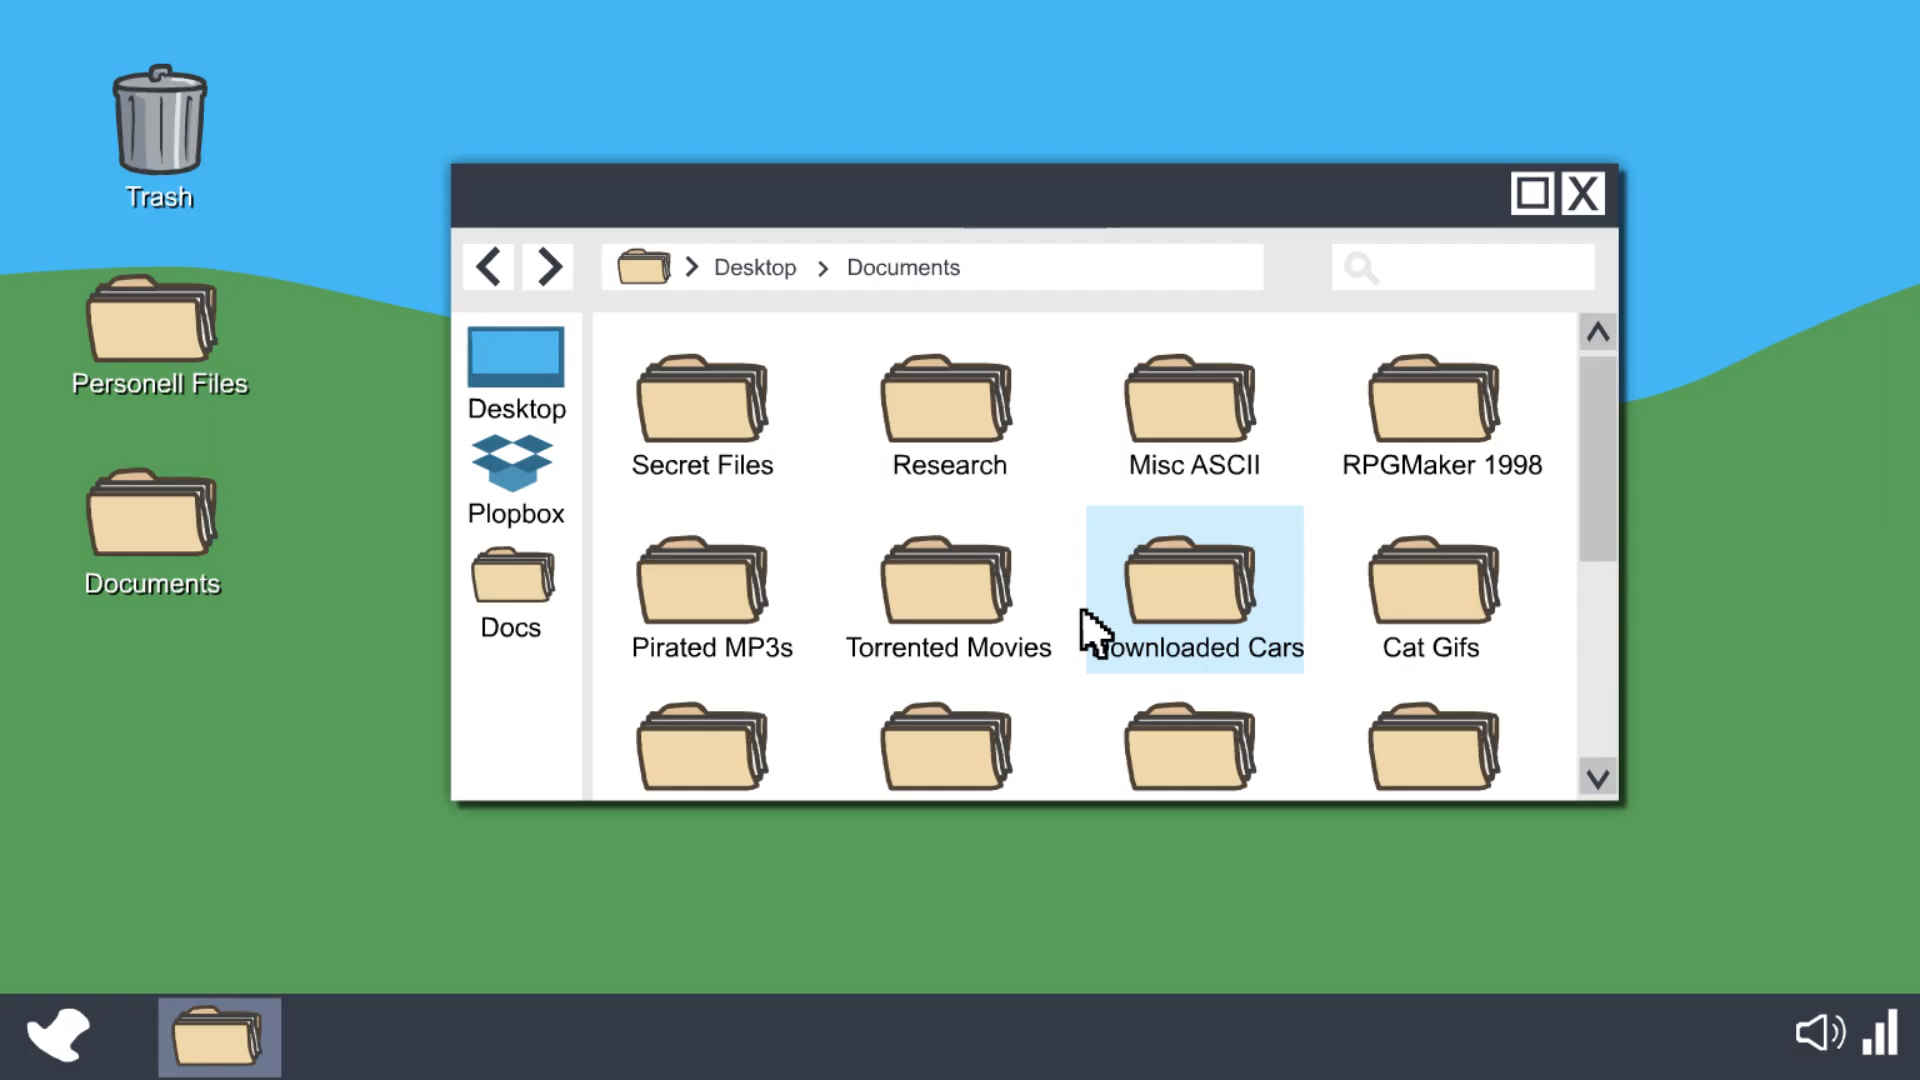 Trash
Personell Files
Documents
X
Desktop > Documents
Desktop
Plopbox
Docs
Secret Files
Research
Misc ASCII
RPGMaker 1998
Pirated MP3s
Torrented Movies
ownloaded Cars
Cat Gifs